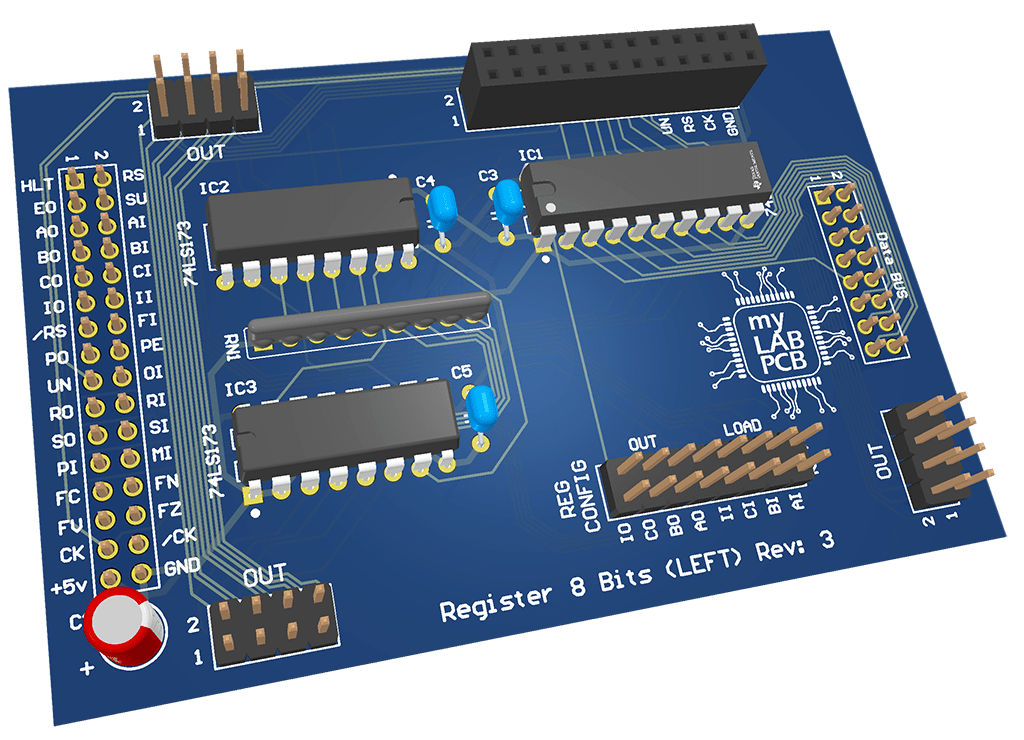 2
1
OUT
2
1
UN
RS
CK
GND
1 2
HLT RS
EO SU
AO AI
BO BI
CO CI
IO II
/RS FI
PO PE
UN OI
RO RI
SO SI
PI MI
FC FN
FV FZ
CK /CK
+5v GND
+
IC2
74LS173
C4
C3
IC1
RN1
IC3
74LS173
C5
1 2
Data BUS
my
LAB
PCB
OUT LOAD
REG
CONFIG
IO
CO
BO
AO
II
CI
BI
AI
OUT
2
1
OUT
2
1
Register 8 Bits (LEFT) Rev: 3